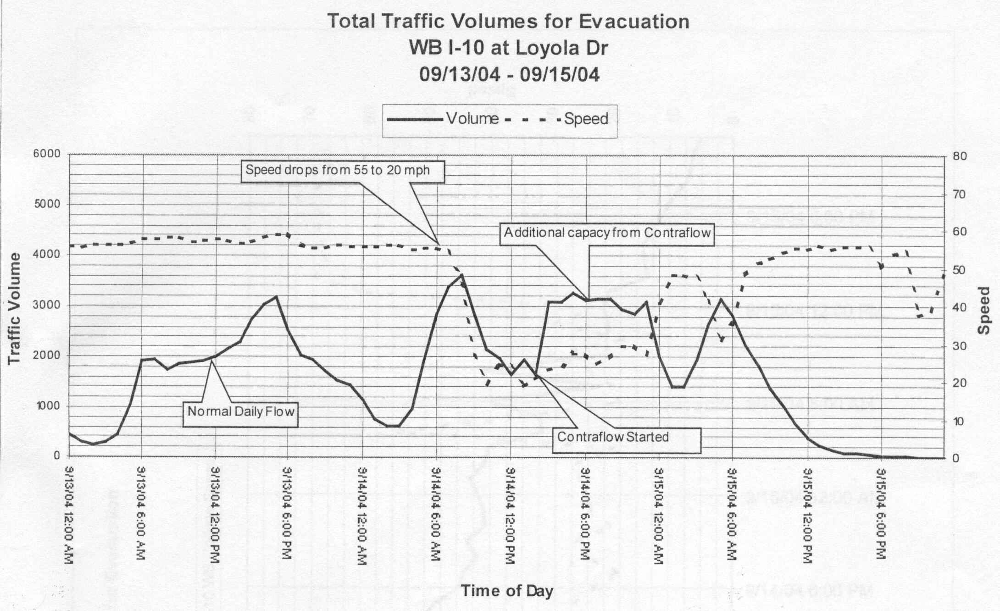 Total Traffic Volumes for Evacuation
WB I-10 at Loyola Dr
09/13/04 - 09/15/04
Volume
Speed
6000
5000
4000
3000
2000
1000
0
Traffic Volume
80
70
60
50
40
30
20
10
0
Speed
Speed drops from 55 to 20 mph
Additional capacy from Contraflow
Normal Daily Flow
Contraflow Started
9/13/04 12:00 AM
9/13/04 6:00 AM
9/13/04 12:00 PM
9/13/04 6:00 PM
9/14/04 12:00 AM
9/14/04 6:00 AM
9/14/04 12:00 PM
9/14/04 6:00 PM
9/15/04 12:00 AM
9/15/04 6:00 AM
9/15/04 12:00 PM
9/15/04 6:00 PM
Time of Day